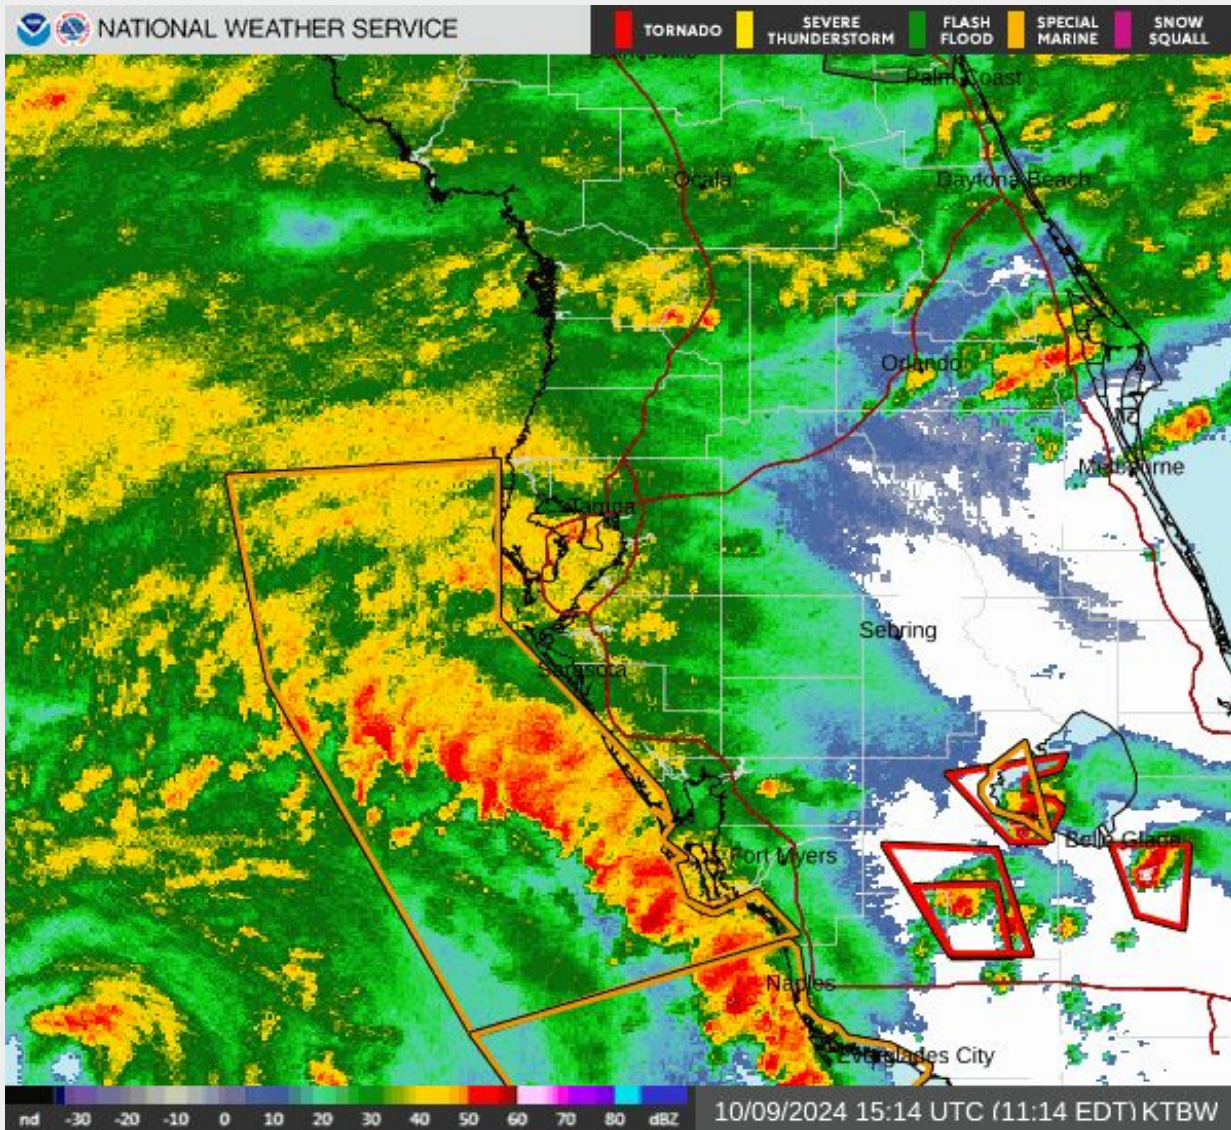 NATIONAL WEATHER SERVICE
TORNADO
SEVERE
THUNDERSTORM
FLASH
FLOOD
SPECIAL
MARINE
SNOW
SQUALL
Palm Coast
Ocala
Daytona Beach
Orlando
Melbourne
Tampa
Sebring
Sarasota
Belle Glade
Fort Myers
Naples
Everglades City
nd -30 -20 -10 0 10 20 30 40 50 60 70 80 dBZ
10/09/2024 15:14 UTC (11:14 EDT) KTBW